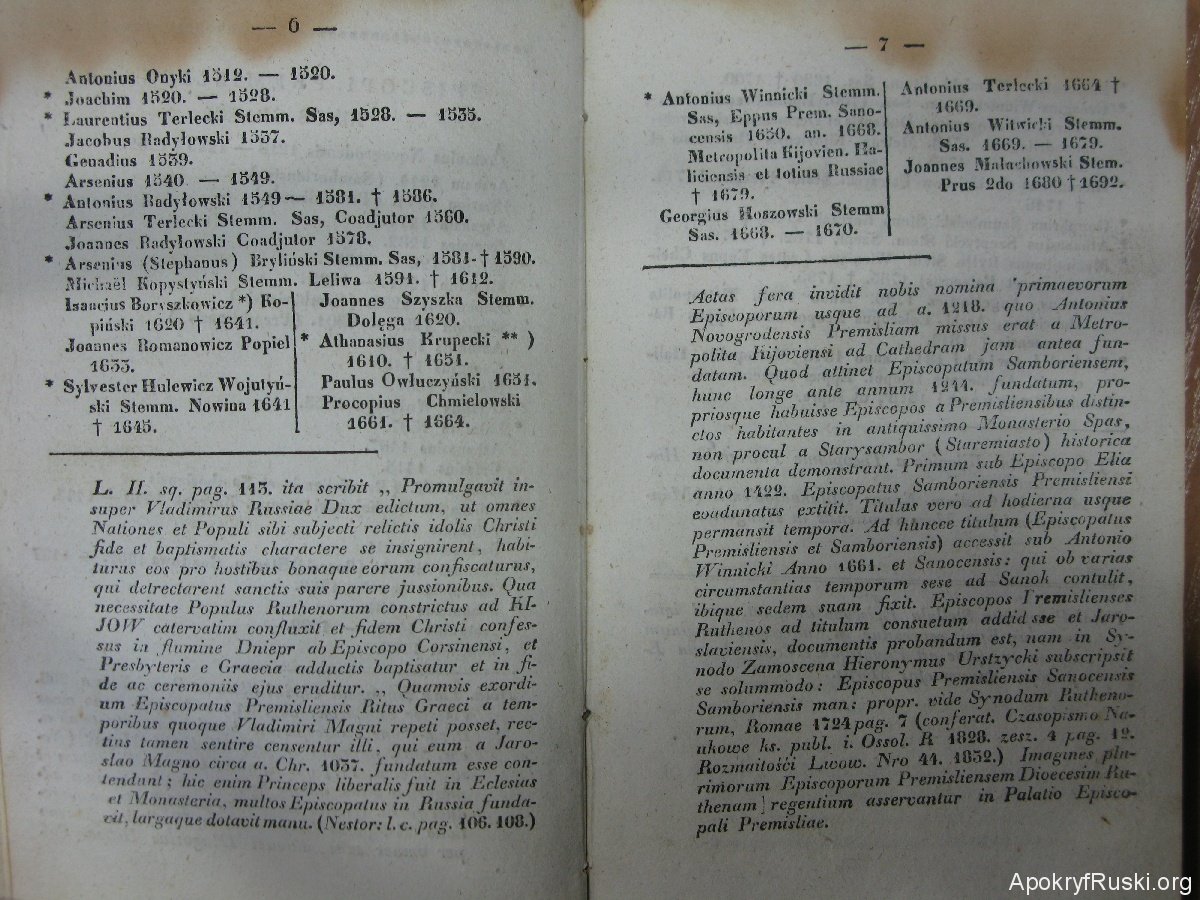 — 6 —
Antonius Onyki 1512. — 1520.
* Joachim 1520. — 1528.
* Laurentius Terlecki Stemm. Sas, 1528. — 1535.
Jacobus Radyłowski 1537.
Genadius 1539.
Arsenius 1540. — 1549.
* Antonius Radyłowski 1549 — 1581. † 1586.
Arsenius Terlecki Stemm. Sas, Coadjutor 1560.
Joannes Radyłowski Coadjutor 1578.
* Arsenius (Stephanus) Bryliński Stemm. Sas, 1581- † 1590.
Michaël Kopystyński Stemm. Leliwa 1591. † 1612.
Isaacius Boryszkowicz *) Ko-
piński 1620 † 1641.
Joannes Romanowicz Popiel
1633.
* Sylvester Hulewicz Wojutyń-
ski Stemm. Nowina 1641
† 1645.
Joannes Szyszka Stemm.
Dolęga 1620.
* Athanasius Krupecki ** )
1610. † 1651.
Paulus Owłuczyński 1651.
Procopius Chmielowski
1661. † 1664.
L. II. sq. pag. 113. ita scribit „ Promulgavit in-
super Vladimirus Russiae Dux edictum, ut omnes
Nationes et Populi sibi subjecti relictis idolis Christi
fide et baptismatis charactere se insignirent, habi-
turus eos pro hostibus bonaque eorum confiscaturus,
qui detrectarent sanctis suis parere jussionibus. Qua
necessitate Populus Ruthenorum constrictus ad KI-
JOW catervatim confluxit et fidem Christi confes-
sus in flumine Dniepr ab Episcopo Corsinensi, et
Presbyteris e Graecia adductis baptisatur et in fi-
de ac ceremoniis ejus eruditur. „ Quamvis exordi-
um Episcopatus Premisliensis Ritus Graeci a tem-
poribus quoque Vladimiri Magni repeti posset, rec-
tius tamen sentire censentur illi, qui eum a Jaro-
slao Magno circa a. Chr. 1037. fundatum esse con-
tendunt; hic enim Princeps liberalis fuit in Eclesias
et Monasteria, multos Episcopatus in Russia funda-
vit, largaque dotavit manu. (Nestor: l. c. pag. 106. 108.)
— 7 —
* Antonius Winnicki Stemm.
Sas, Eppus Prem. Sano-
censis 1650. an. 1668.
Metropolita Kijovien. Ha-
liciensis et totius Russiae
† 1679.
Georgius Hoszowski Stemm
Sas. 1668. — 1670.
Antonius Terlecki 1664 †
1669.
Antonius Witwicki Stemm.
Sas. 1669. — 1679.
Joannes Małachowski Stem.
Prus 2do 1680 † 1692.
Aetas fera invidit nobis nomina primaevorum
Episcoporum usque ad a. 1218. quo Antonius
Novogrodensis Premisliam missus erat a Metro-
polita Kijoviensi ad Cathedram jam antea fun-
datam. Quod attinet Episcopatum Samboriensem,
hunc longe ante annum 1244. fundatum, pro-
priosque habuisse Episcopos a Premisliensibus distin-
ctos habitantes in antiquissimo Monasterio Spas,
non procul a Starysambor (Staremiasto) historica
documenta demonstrant. Primum sub Episcopo Elia
anno 1422. Episcopatus Samboriensis Premisliensi
coadunatus extitit. Titulus vero ad hodierna usque
permansit tempora. Ad hunce titulum (Episcopatus
Premisliensis et Samboriensis) accessit sub Antonio
Winnicki Anno 1661. et Sanocensis: qui ob varias
circumstantias temporum sese ad Sanok contulit,
ibique sedem suam fixit. Episcopos Premislienses
Ruthenos ad titulum consuetum addidsse et Jaro-
slaviensis, documentis probandum est, nam in Sy-
nodo Zamoscena Hieronymus Urstzycki subscripsit
se solummodo: Episcopus Premisliensis Sanocensis
Samboriensis man: propr. vide Synodum Rutheno-
rum, Romae 1724 pag. 7 (conferat. Czasopismo Na-
ukowe ks. publ. i. Ossol. R 1828. zesz. 4 pag. 12.
Rozmaitości Lwow. Nro 41. 1832.) Imagines plu-
rimorum Episcoporum Premisliensem Dioecesim Ru-
thenam] regentium asservantur in Palatio Episco-
pali Premisliae.
ApokryfRuski.org